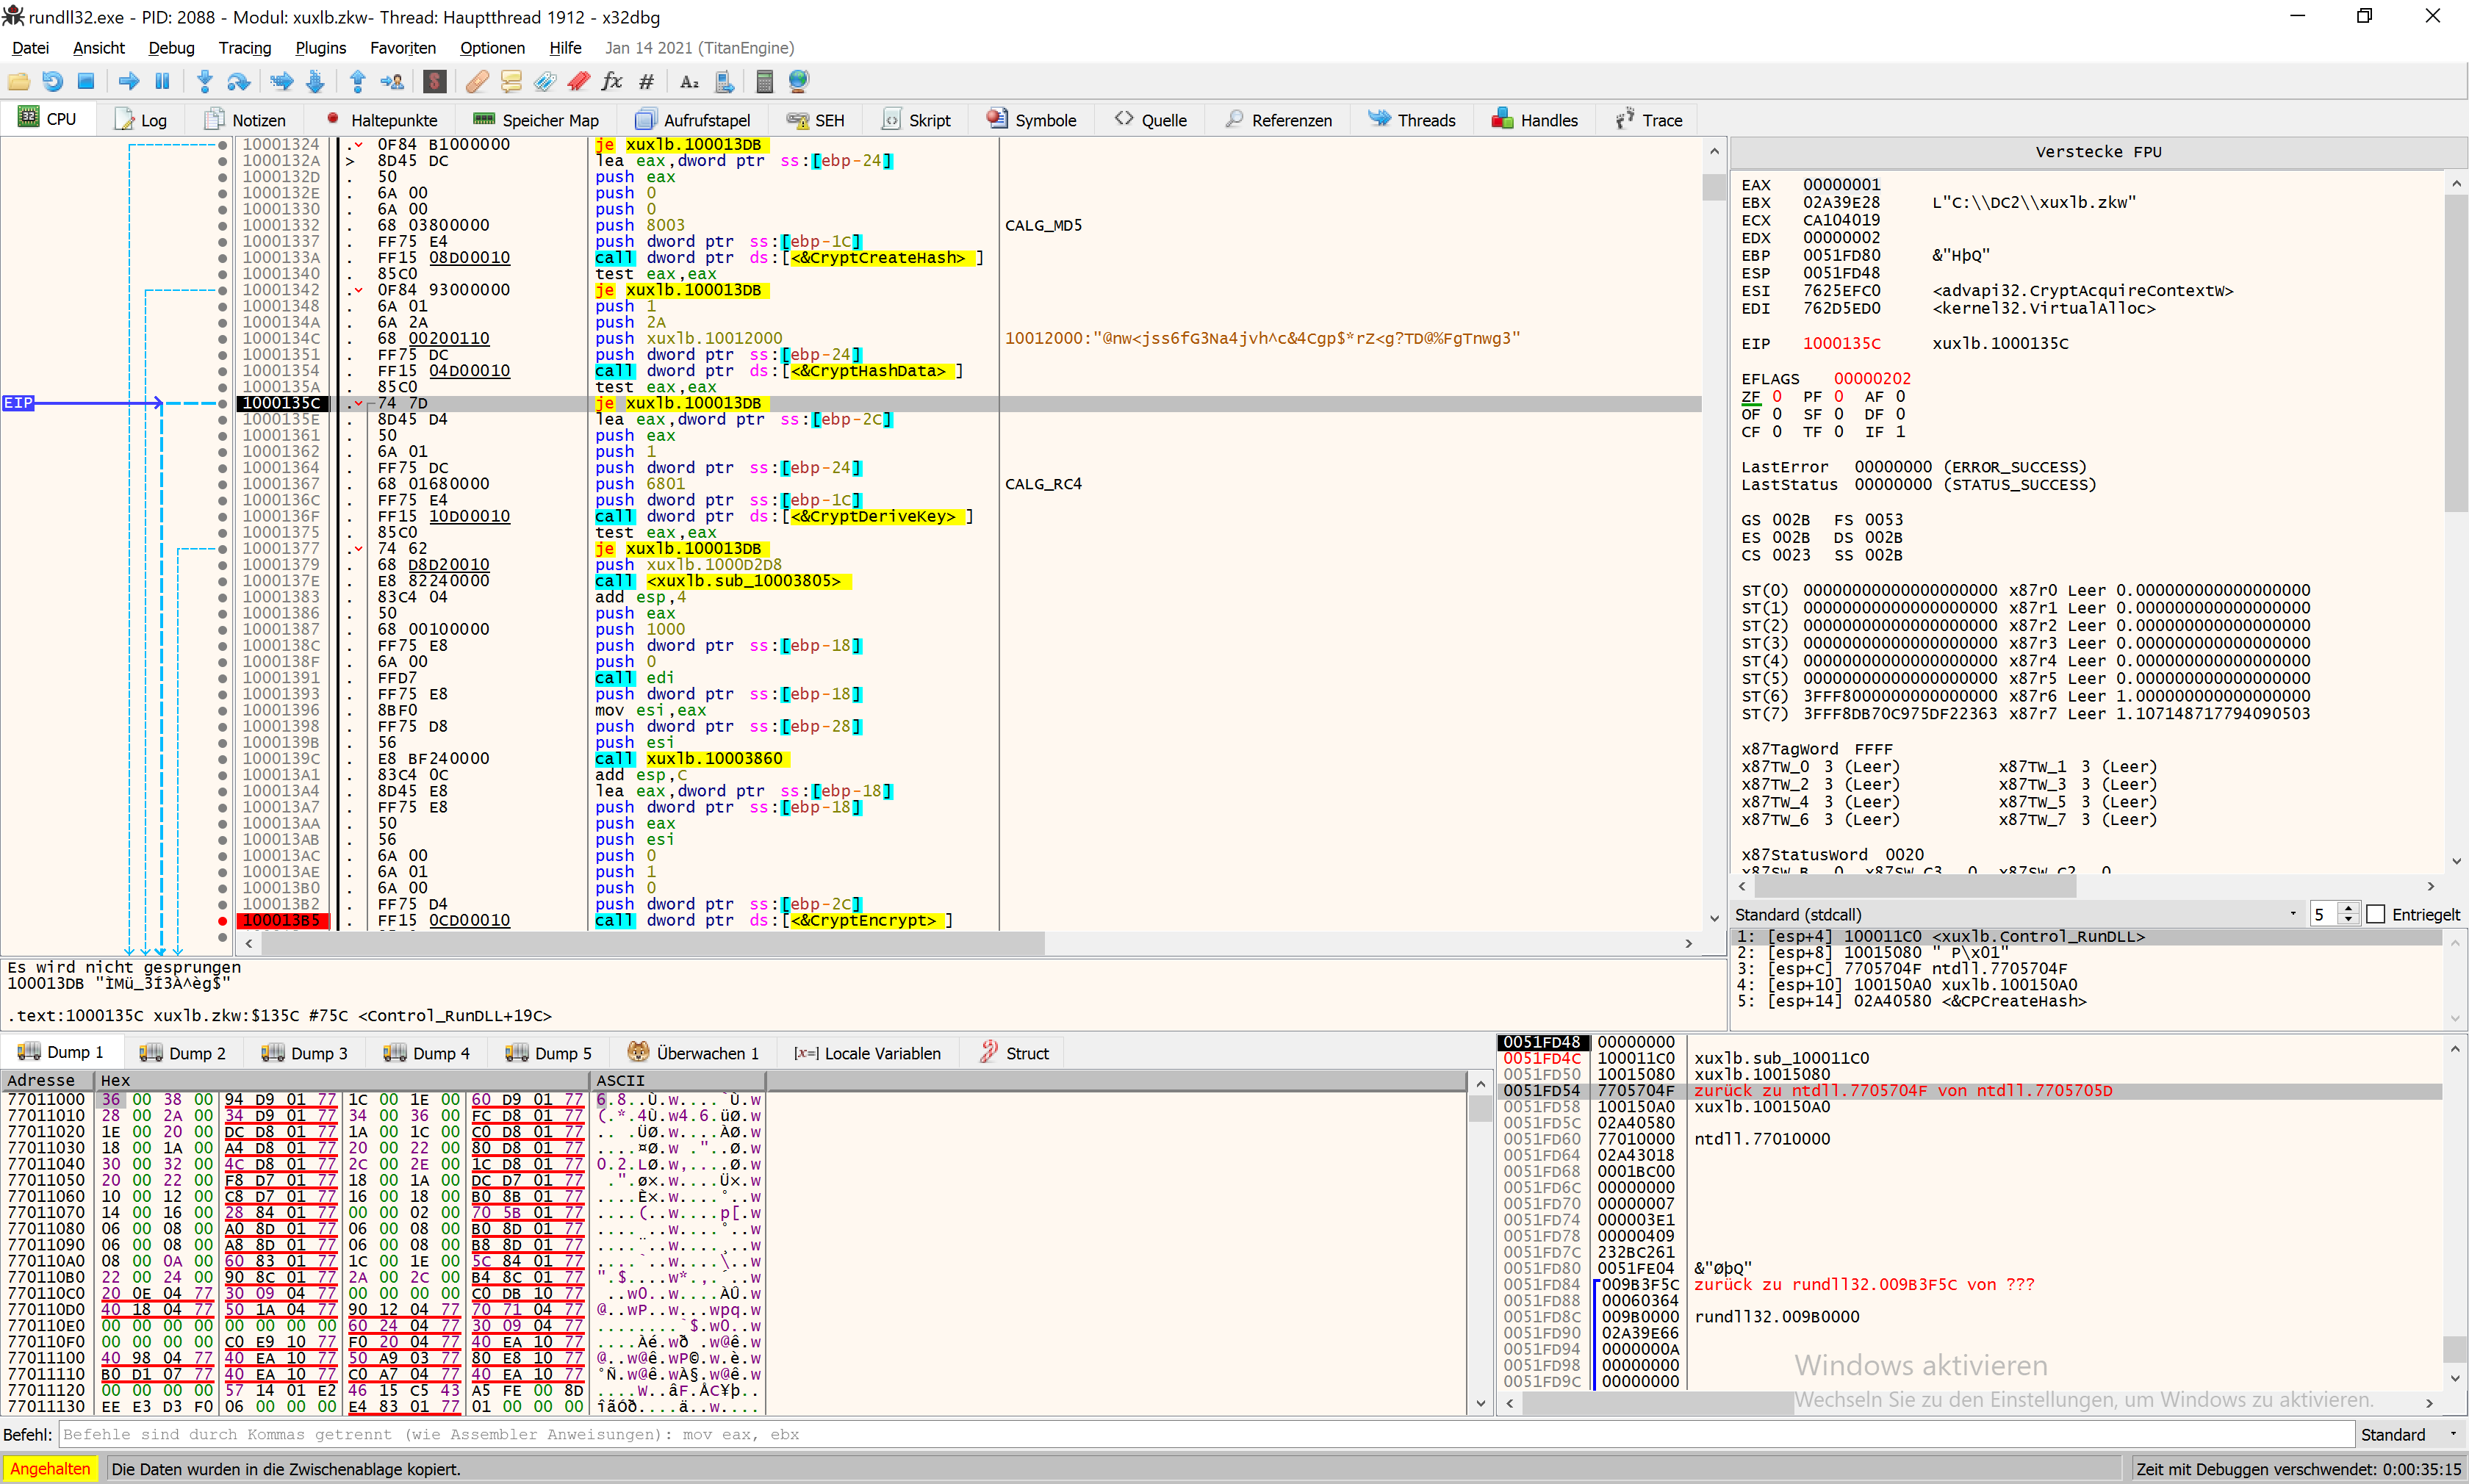 rundll32.exe - PID: 2088 - Modul: xuxlb.zkw- Thread: Hauptthread 1912 - x32dbg
Datei Ansicht Debug Tracing Plugins Favoriten Optionen Hilfe Jan 14 2021 (TitanEngine)
CPU Log Notizen Haltepunkte Speicher Map Aufrufstapel SEH Skript Symbole Quelle Referenzen Threads Handles Trace
10001324 0F84 B1000000 je xuxlb.100013DB
1000132A 8D45 DC lea eax,dword ptr ss:[ebp-24]
1000132D 50 push eax
1000132E 6A 00 push 0
10001330 6A 00 push 0
10001332 68 03800000 push 8003 CALG_MD5
10001337 FF75 E4 push dword ptr ss:[ebp-1C]
1000133A FF15 08D00010 call dword ptr ds:[<&CryptCreateHash>]
10001340 85C0 test eax,eax
10001342 0F84 93000000 je xuxlb.100013DB
10001348 6A 01 push 1
1000134A 6A 2A push 2A
1000134C 68 00200110 push xuxlb.10012000 10012000:"@nw<jss6fG3Na4jvh^c&4Cgp$*rZ<g?TD@%FgTnwg3"
10001351 FF75 DC push dword ptr ss:[ebp-24]
10001354 FF15 04D00010 call dword ptr ds:[<&CryptHashData>]
1000135A 85C0 test eax,eax
EIP 1000135C 74 7D je xuxlb.100013DB
1000135E 8D45 D4 lea eax,dword ptr ss:[ebp-2C]
10001361 50 push eax
10001362 6A 01 push 1
10001364 FF75 DC push dword ptr ss:[ebp-24]
10001367 68 01680000 push 6801 CALG_RC4
1000136C FF75 E4 push dword ptr ss:[ebp-1C]
1000136F FF15 10D00010 call dword ptr ds:[<&CryptDeriveKey>]
10001375 85C0 test eax,eax
10001377 74 62 je xuxlb.100013DB
10001379 68 D8D20010 push xuxlb.1000D2D8
1000137E E8 82240000 call <xuxlb.sub_10003805>
10001383 83C4 04 add esp,4
10001386 50 push eax
10001387 68 00100000 push 1000
1000138C FF75 E8 push dword ptr ss:[ebp-18]
1000138F 6A 00 push 0
10001391 FFD7 call edi
10001393 FF75 E8 push dword ptr ss:[ebp-18]
10001396 8BF0 mov esi,eax
10001398 FF75 D8 push dword ptr ss:[ebp-28]
1000139B 56 push esi
1000139C E8 BF240000 call xuxlb.10003860
100013A1 83C4 0C add esp,C
100013A4 8D45 E8 lea eax,dword ptr ss:[ebp-18]
100013A7 FF75 E8 push dword ptr ss:[ebp-18]
100013AA 50 push eax
100013AB 56 push esi
100013AC 6A 00 push 0
100013AE 6A 01 push 1
100013B0 6A 00 push 0
100013B2 FF75 D4 push dword ptr ss:[ebp-2C]
100013B5 FF15 0CD00010 call dword ptr ds:[<&CryptEncrypt>]
Es wird nicht gesprungen
100013DB "ÌMü_3Í3À^èg$"
.text:1000135C xuxlb.zkw:$135C #75C <Control_RunDLL+19C>
Verstecke FPU
EAX 00000001
EBX 02A39E28 L"C:\\DC2\\xuxlb.zkw"
ECX CA104019
EDX 00000002
EBP 0051FD80 &"HþQ"
ESP 0051FD48
ESI 7625EFC0 <advapi32.CryptAcquireContextW>
EDI 762D5ED0 <kernel32.VirtualAlloc>
EIP 1000135C xuxlb.1000135C
EFLAGS 00000202
ZF 0 PF 0 AF 0
OF 0 SF 0 DF 0
CF 0 TF 0 IF 1
LastError 00000000 (ERROR_SUCCESS)
LastStatus 00000000 (STATUS_SUCCESS)
GS 002B FS 0053
ES 002B DS 002B
CS 0023 SS 002B
ST(0) 00000000000000000000 x87r0 Leer 0.000000000000000000
ST(1) 00000000000000000000 x87r1 Leer 0.000000000000000000
ST(2) 00000000000000000000 x87r2 Leer 0.000000000000000000
ST(3) 00000000000000000000 x87r3 Leer 0.000000000000000000
ST(4) 00000000000000000000 x87r4 Leer 0.000000000000000000
ST(5) 00000000000000000000 x87r5 Leer 0.000000000000000000
ST(6) 3FFF8000000000000000 x87r6 Leer 1.000000000000000000
ST(7) 3FFF8DB70C975DF22363 x87r7 Leer 1.107148717794090503
x87TagWord FFFF
x87TW_0 3 (Leer) x87TW_1 3 (Leer)
x87TW_2 3 (Leer) x87TW_3 3 (Leer)
x87TW_4 3 (Leer) x87TW_5 3 (Leer)
x87TW_6 3 (Leer) x87TW_7 3 (Leer)
x87StatusWord 0020
x87SW_B 0 x87SW_C3 0 x87SW_C2 0
Standard (stdcall) 5 Entriegelt
1: [esp+4] 100011C0 <xuxlb.Control_RunDLL>
2: [esp+8] 10015080 " P\x01"
3: [esp+C] 7705704F ntdll.7705704F
4: [esp+10] 100150A0 xuxlb.100150A0
5: [esp+14] 02A40580 <&CPCreateHash>
Dump 1 Dump 2 Dump 3 Dump 4 Dump 5 Überwachen 1 [x=] Locale Variablen Struct
Adresse Hex ASCII
77011000 36 00 38 00 94 D9 01 77 1C 00 1E 00 60 D9 01 77
77011010 28 00 2A 00 34 D9 01 77 34 00 36 00 FC D8 01 77
77011020 1E 00 20 00 DC D8 01 77 1A 00 1C 00 C0 D8 01 77
77011030 18 00 1A 00 A4 D8 01 77 20 00 22 00 80 D8 01 77
77011040 30 00 32 00 4C D8 01 77 2C 00 2E 00 1C D8 01 77
77011050 20 00 22 00 F8 D7 01 77 18 00 1A 00 DC D7 01 77
77011060 10 00 12 00 C8 D7 01 77 16 00 18 00 B0 8B 01 77
77011070 14 00 16 00 28 84 01 77 00 00 02 00 70 5B 01 77
77011080 06 00 08 00 A0 8D 01 77 06 00 08 00 B0 8D 01 77
77011090 06 00 08 00 A8 8D 01 77 06 00 08 00 B8 8D 01 77
770110A0 08 00 0A 00 60 83 01 77 1C 00 1E 00 5C 84 01 77
770110B0 22 00 24 00 90 8C 01 77 2A 00 2C 00 B4 8C 01 77
770110C0 20 0E 04 77 30 09 04 77 00 00 00 00 C0 DB 10 77
770110D0 40 18 04 77 50 1A 04 77 90 12 04 77 70 71 04 77
770110E0 00 00 00 00 00 00 00 00 60 24 04 77 30 09 04 77
770110F0 00 00 00 00 C0 E9 10 77 F0 20 04 77 40 EA 10 77
77011100 40 98 04 77 40 EA 10 77 50 A9 03 77 80 E8 10 77
77011110 B0 D1 07 77 40 EA 10 77 C0 A7 04 77 40 EA 10 77
77011120 00 00 00 00 57 14 01 E2 46 15 C5 43 A5 FE 00 8D
77011130 EE E3 D3 F0 06 00 00 00 E4 83 01 77 01 00 00 00
0051FD48 00000000
0051FD4C 100011C0 xuxlb.sub_100011C0
0051FD50 10015080 xuxlb.10015080
0051FD54 7705704F zurück zu ntdll.7705704F von ntdll.7705705D
0051FD58 100150A0 xuxlb.100150A0
0051FD5C 02A40580
0051FD60 77010000 ntdll.77010000
0051FD64 02A43018
0051FD68 0001BC00
0051FD6C 00000000
0051FD70 00000007
0051FD74 000003E1
0051FD78 00000409
0051FD7C 232BC261
0051FD80 0051FE04 &"ØþQ"
0051FD84 009B3F5C zurück zu rundll32.009B3F5C von ???
0051FD88 00060364
0051FD8C 009B0000 rundll32.009B0000
0051FD90 02A39E66
0051FD94 0000000A
0051FD98 00000000
0051FD9C 00000000
Windows aktivieren
Wechseln Sie zu den Einstellungen, um Windows zu aktivieren.
Befehl: Befehle sind durch Kommas getrennt (wie Assembler Anweisungen): mov eax, ebx Standard
Angehalten Die Daten wurden in die Zwischenablage kopiert. Zeit mit Debuggen verschwendet: 0:00:35:15